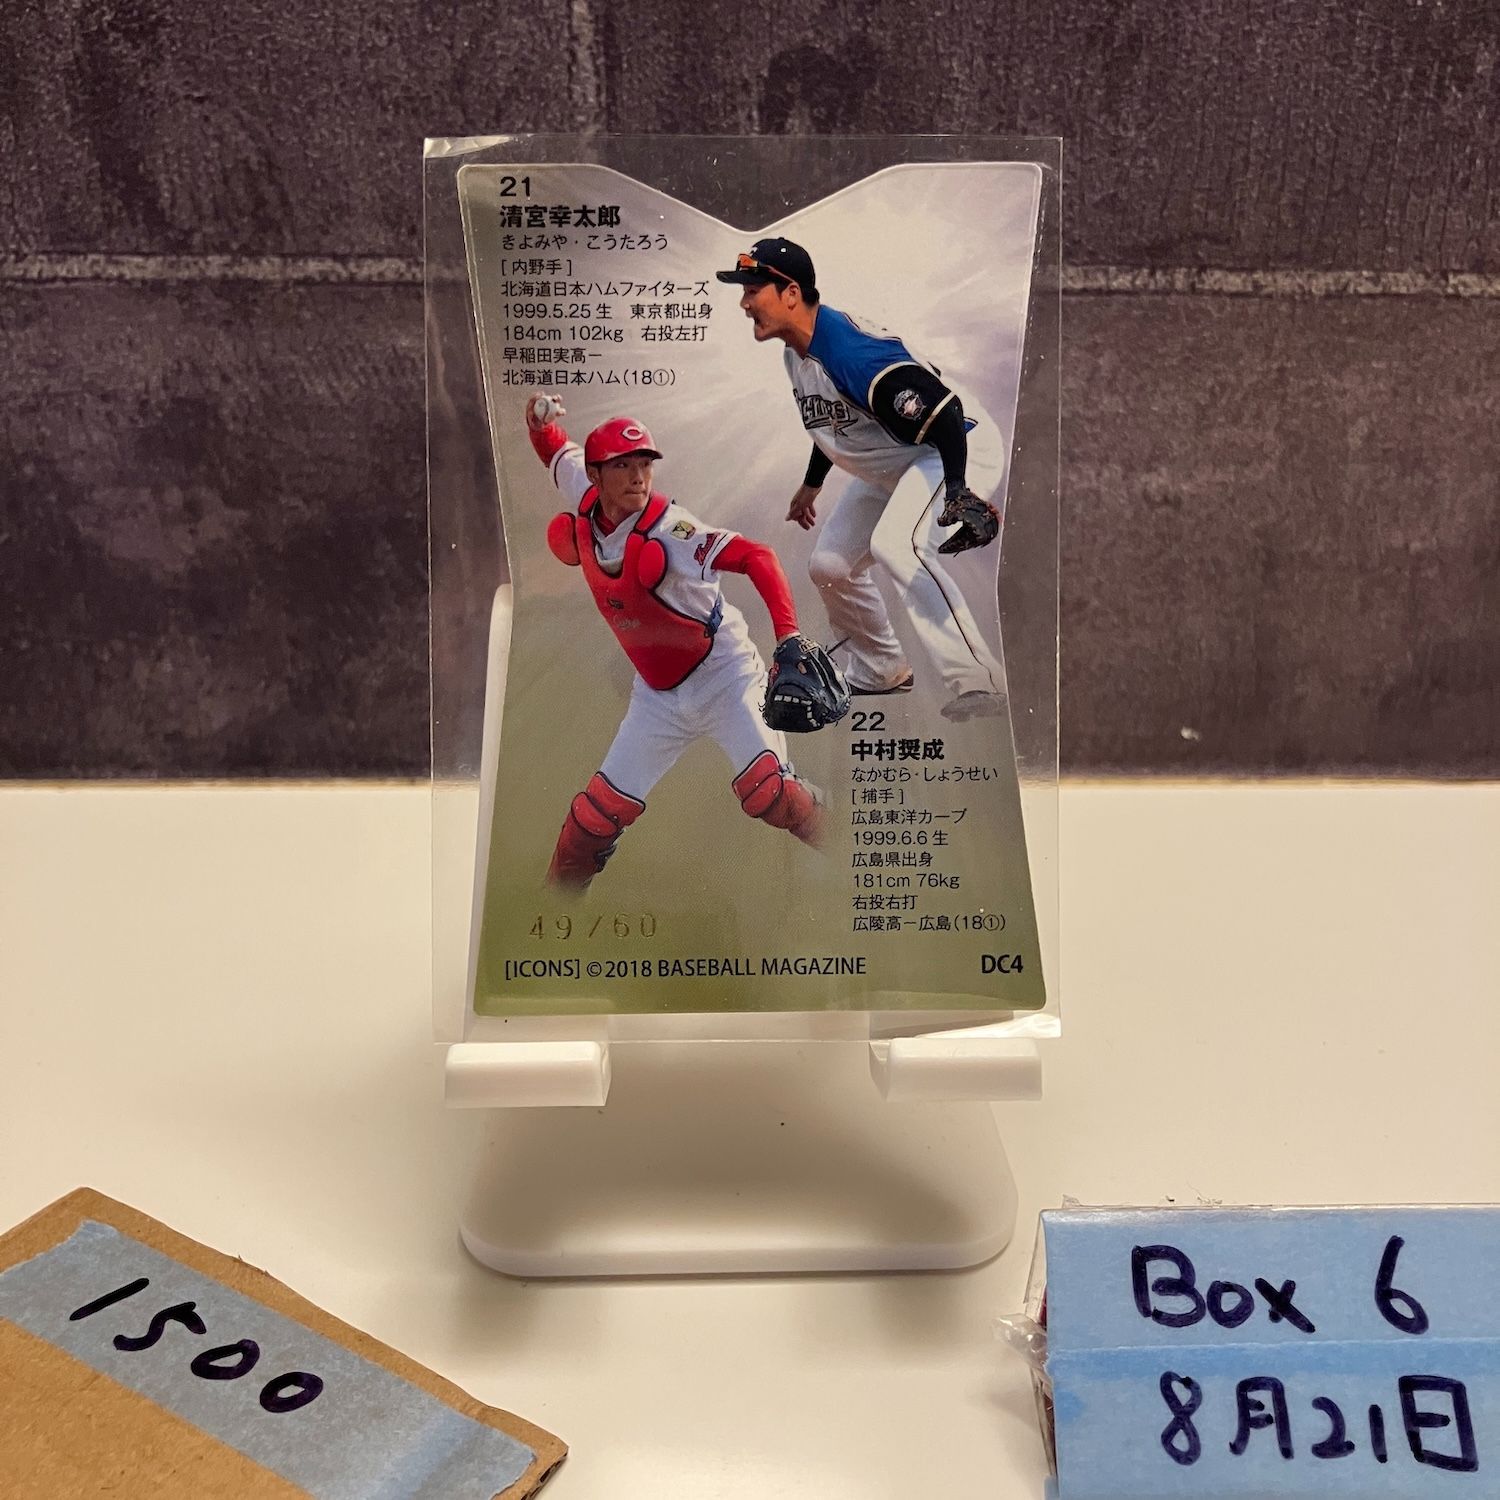 21
清宮幸太郎
きよみや・こうたろう
[内野手]
北海道日本ハムファイターズ
1999.5.25生 東京都出身
184cm 102kg 右投左打
早稲田実高ー
北海道日本ハム(18①)
22
中村奨成
なかむら・しょうせい
[捕手]
広島東洋カープ
1999.6.6生
広島県出身
181cm 76kg
右投右打
広陵高ー広島(18①)
49/60
[ICONS] ©2018 BASEBALL MAGAZINE
DC4
1500
Box 6
8月21日